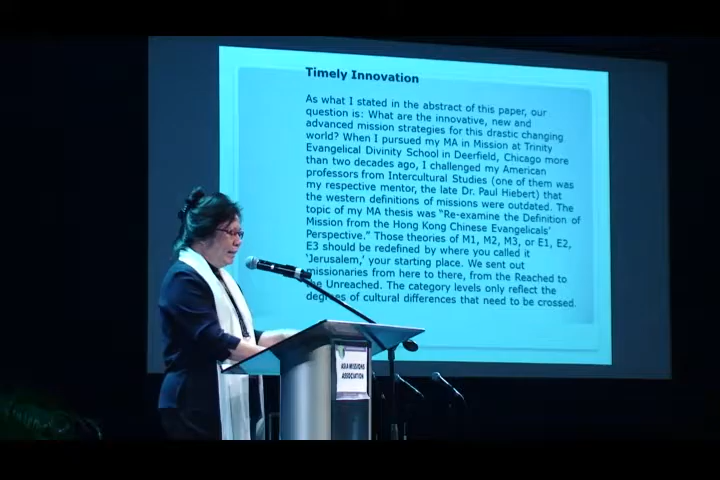 Timely Innovation
As what I stated in the abstract of this paper, our
question is: What are the innovative, new and
advanced mission strategies for this drastic changing
world? When I pursued my MA in Mission at Trinity
Evangelical Divinity School in Deerfield, Chicago more
than two decades ago, I challenged my American
professors from Intercultural Studies (one of them was
my respective mentor, the late Dr. Paul Hiebert) that
the western definitions of missions were outdated. The
topic of my MA thesis was "Re-examine the Definition of
Mission from the Hong Kong Chinese Evangelicals'
Perspective." Those theories of M1, M2, M3, or E1, E2,
E3 should be redefined by where you called it
'Jerusalem,' your starting place. We sent out
missionaries from here to there, from the Reached to
the Unreached. The category levels only reflect the
degrees of cultural differences that need to be crossed.
ASIA MISSIONS
ASSOCIATION